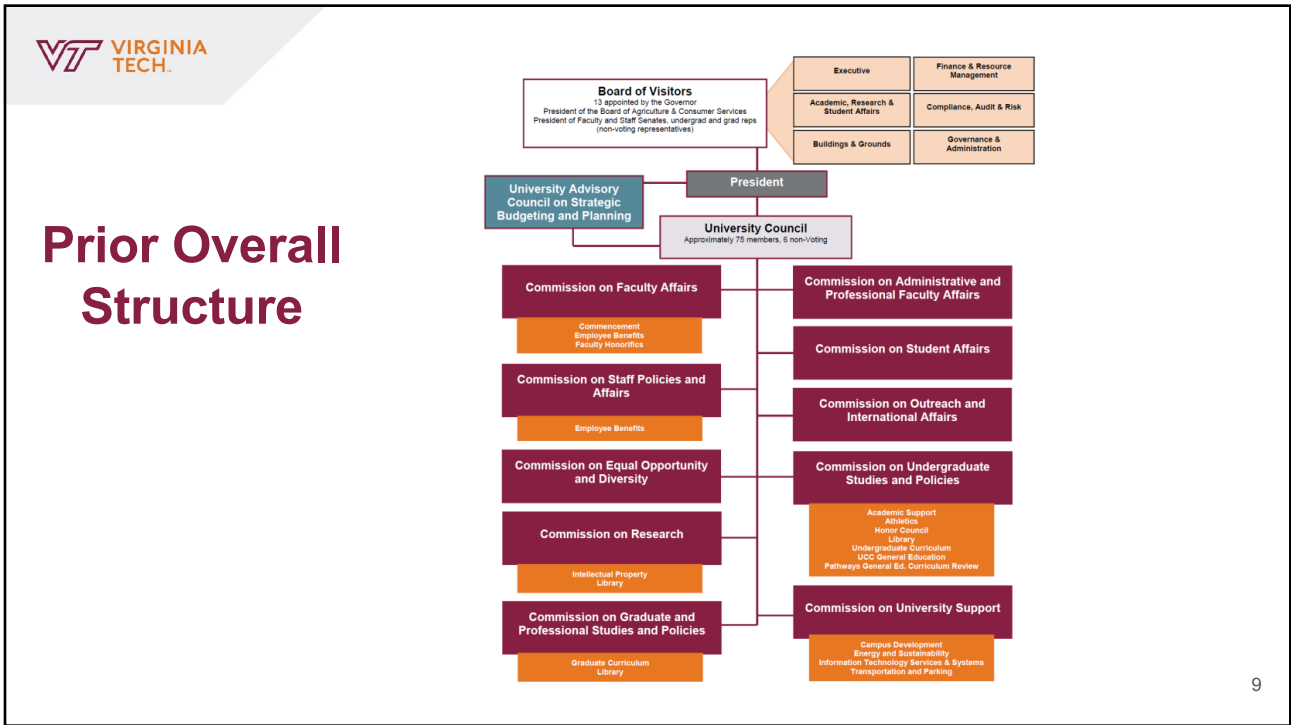 VT VIRGINIA
TECH™
Prior Overall
Structure
Board of Visitors
13 appointed by the Governor
President of the Board of Agriculture & Consumer Services
President of Faculty and Staff Senates, undergrad and grad reps
(non-voting representatives)
Executive
Finance & Resource
Management
Academic, Research &
Student Affairs
Compliance, Audit & Risk
Buildings & Grounds
Governance &
Administration
President
University Advisory
Council on Strategic
Budgeting and Planning
University Council
Approximately 75 members, 6 non-Voting
Commission on Faculty Affairs
Commencement
Employee Benefits
Faculty Honorifics
Commission on Administrative and
Professional Faculty Affairs
Commission on Student Affairs
Commission on Staff Policies and
Affairs
Employee Benefits
Commission on Outreach and
International Affairs
Commission on Equal Opportunity
and Diversity
Commission on Undergraduate
Studies and Policies
Academic Support
Athletics
Honor Council
Library
Undergraduate Curriculum
UCC General Education
Pathways General Ed. Curriculum Review
Commission on Research
Intellectual Property
Library
Commission on Graduate and
Professional Studies and Policies
Graduate Curriculum
Library
Commission on University Support
Campus Development
Energy and Sustainability
Information Technology Services & Systems
Transportation and Parking
9